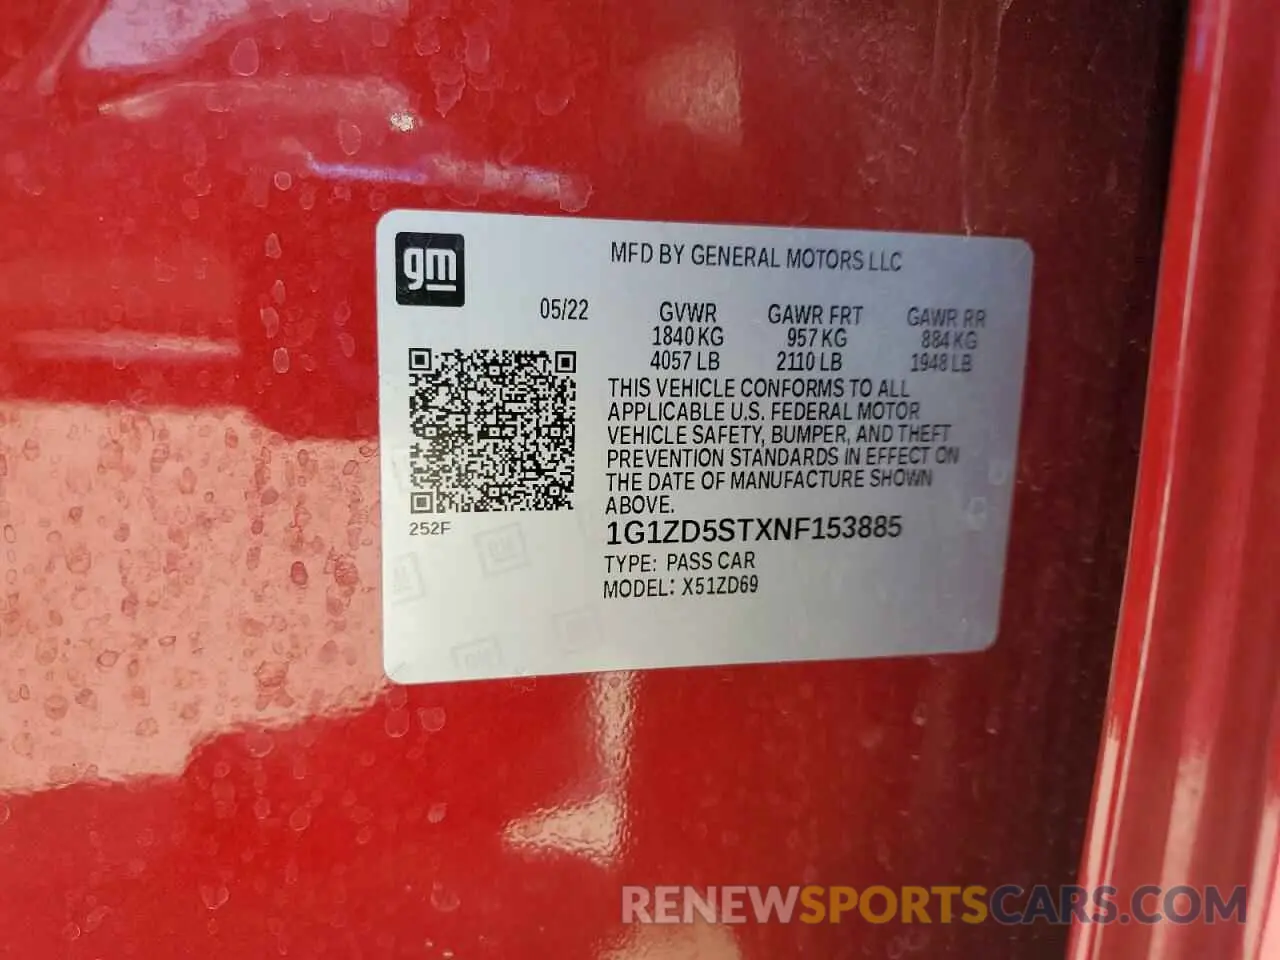 gm
MFD BY GENERAL MOTORS LLC
05/22 GVWR GAWR FRT GAWR RR
1840 KG 957 KG 884 KG
4057 LB 2110 LB 1948 LB
THIS VEHICLE CONFORMS TO ALL
APPLICABLE U.S. FEDERAL MOTOR
VEHICLE SAFETY, BUMPER, AND THEFT
PREVENTION STANDARDS IN EFFECT ON
THE DATE OF MANUFACTURE SHOWN
ABOVE.
252F
1G1ZD5STXNF153885
TYPE: PASS CAR
MODEL: X51ZD69
RENEWSPORTSCARS.COM